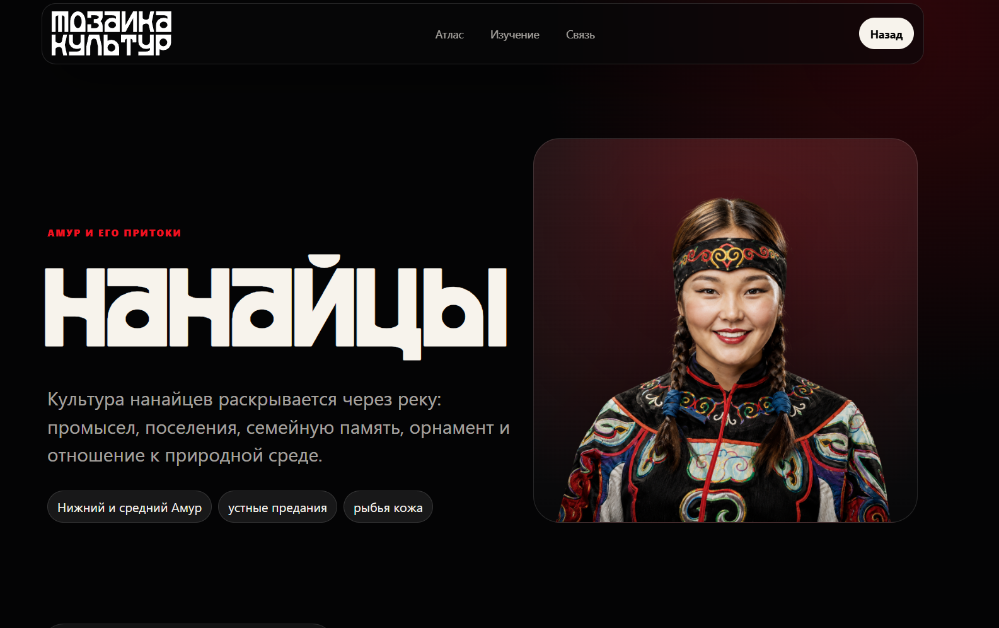 мозаика
культур
Атлас
Изучение
Связь
Назад
АМУР И ЕГО ПРИТОКИ
нанайцы
Культура нанайцев раскрывается через реку:
промысел, поселения, семейную память, орнамент и
отношение к природной среде.
Нижний и средний Амур
устные предания
рыбья кожа